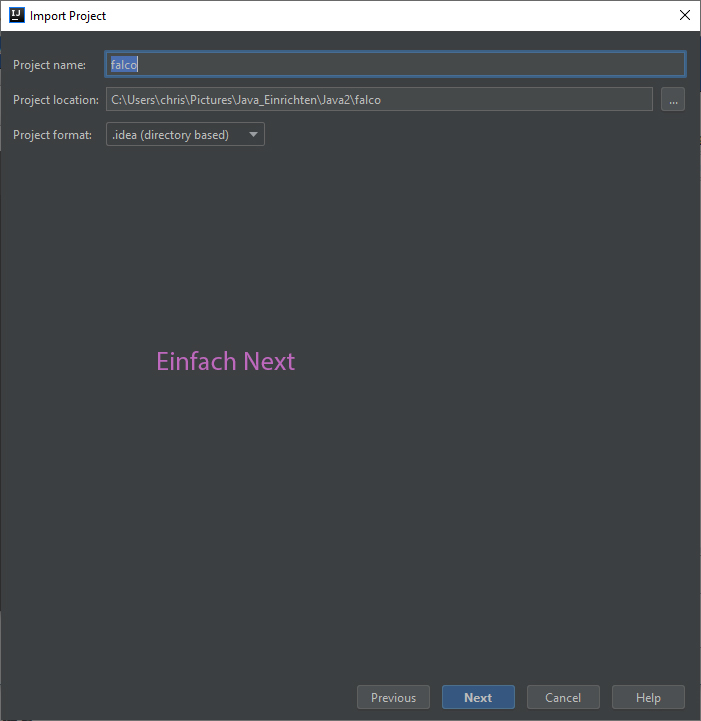 IJ Import Project
Project name: falco
Project location: C:\Users\chris\Pictures\Java_Einrichten\Java2\falco ...
Project format: .idea (directory based)
Einfach Next
Previous Next Cancel Help